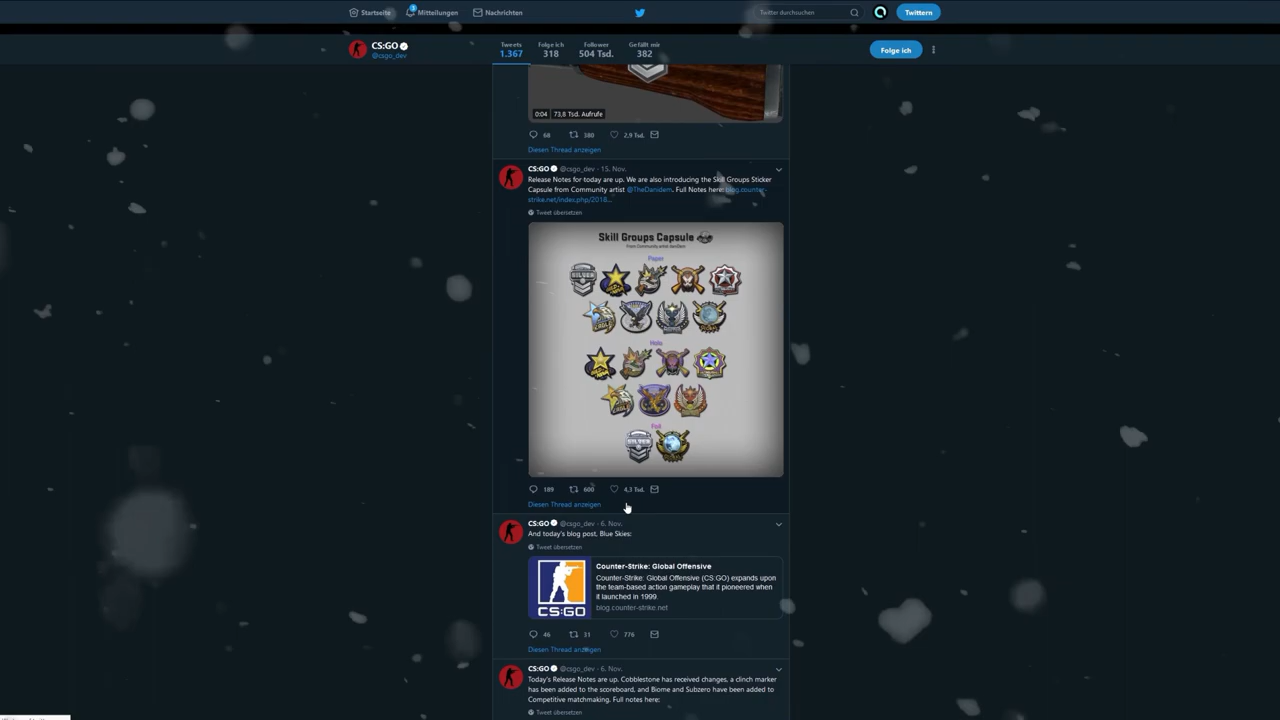 Startseite
3
Mitteilungen
Nachrichten
Twitter durchsuchen
Twittern
CS:GO
@csgo_dev
Tweets
1.367
Folge ich
318
Follower
504 Tsd.
Gefällt mir
382
Folge ich
0:04 | 73,8 Tsd. Aufrufe
68
380
2,9 Tsd.
Diesen Thread anzeigen
CS:GO @csgo_dev · 15. Nov.
Release Notes for today are up. We are also introducing the Skill Groups Sticker
Capsule from Community artist @TheDanidem. Full Notes here: blog.counter-
strike.net/index.php/2018...
Tweet übersetzen
Skill Groups Capsule
Paper
Holo
Foil
189
600
4,3 Tsd.
Diesen Thread anzeigen
CS:GO @csgo_dev · 6. Nov.
And today's blog post, Blue Skies:
Tweet übersetzen
CS:GO
Counter-Strike: Global Offensive
Counter-Strike: Global Offensive (CS:GO) expands upon
the team-based action gameplay that it pioneered when
it launched in 1999
blog.counter-strike.net
46
31
776
Diesen Thread anzeigen
CS:GO @csgo_dev · 6. Nov.
Today's Release Notes are up. Cobblestone has received changes, a clinch marker
has been added to the scoreboard, and Biome and Subzero have been added to
Competitive matchmaking. Full notes here:
Tweet übersetzen